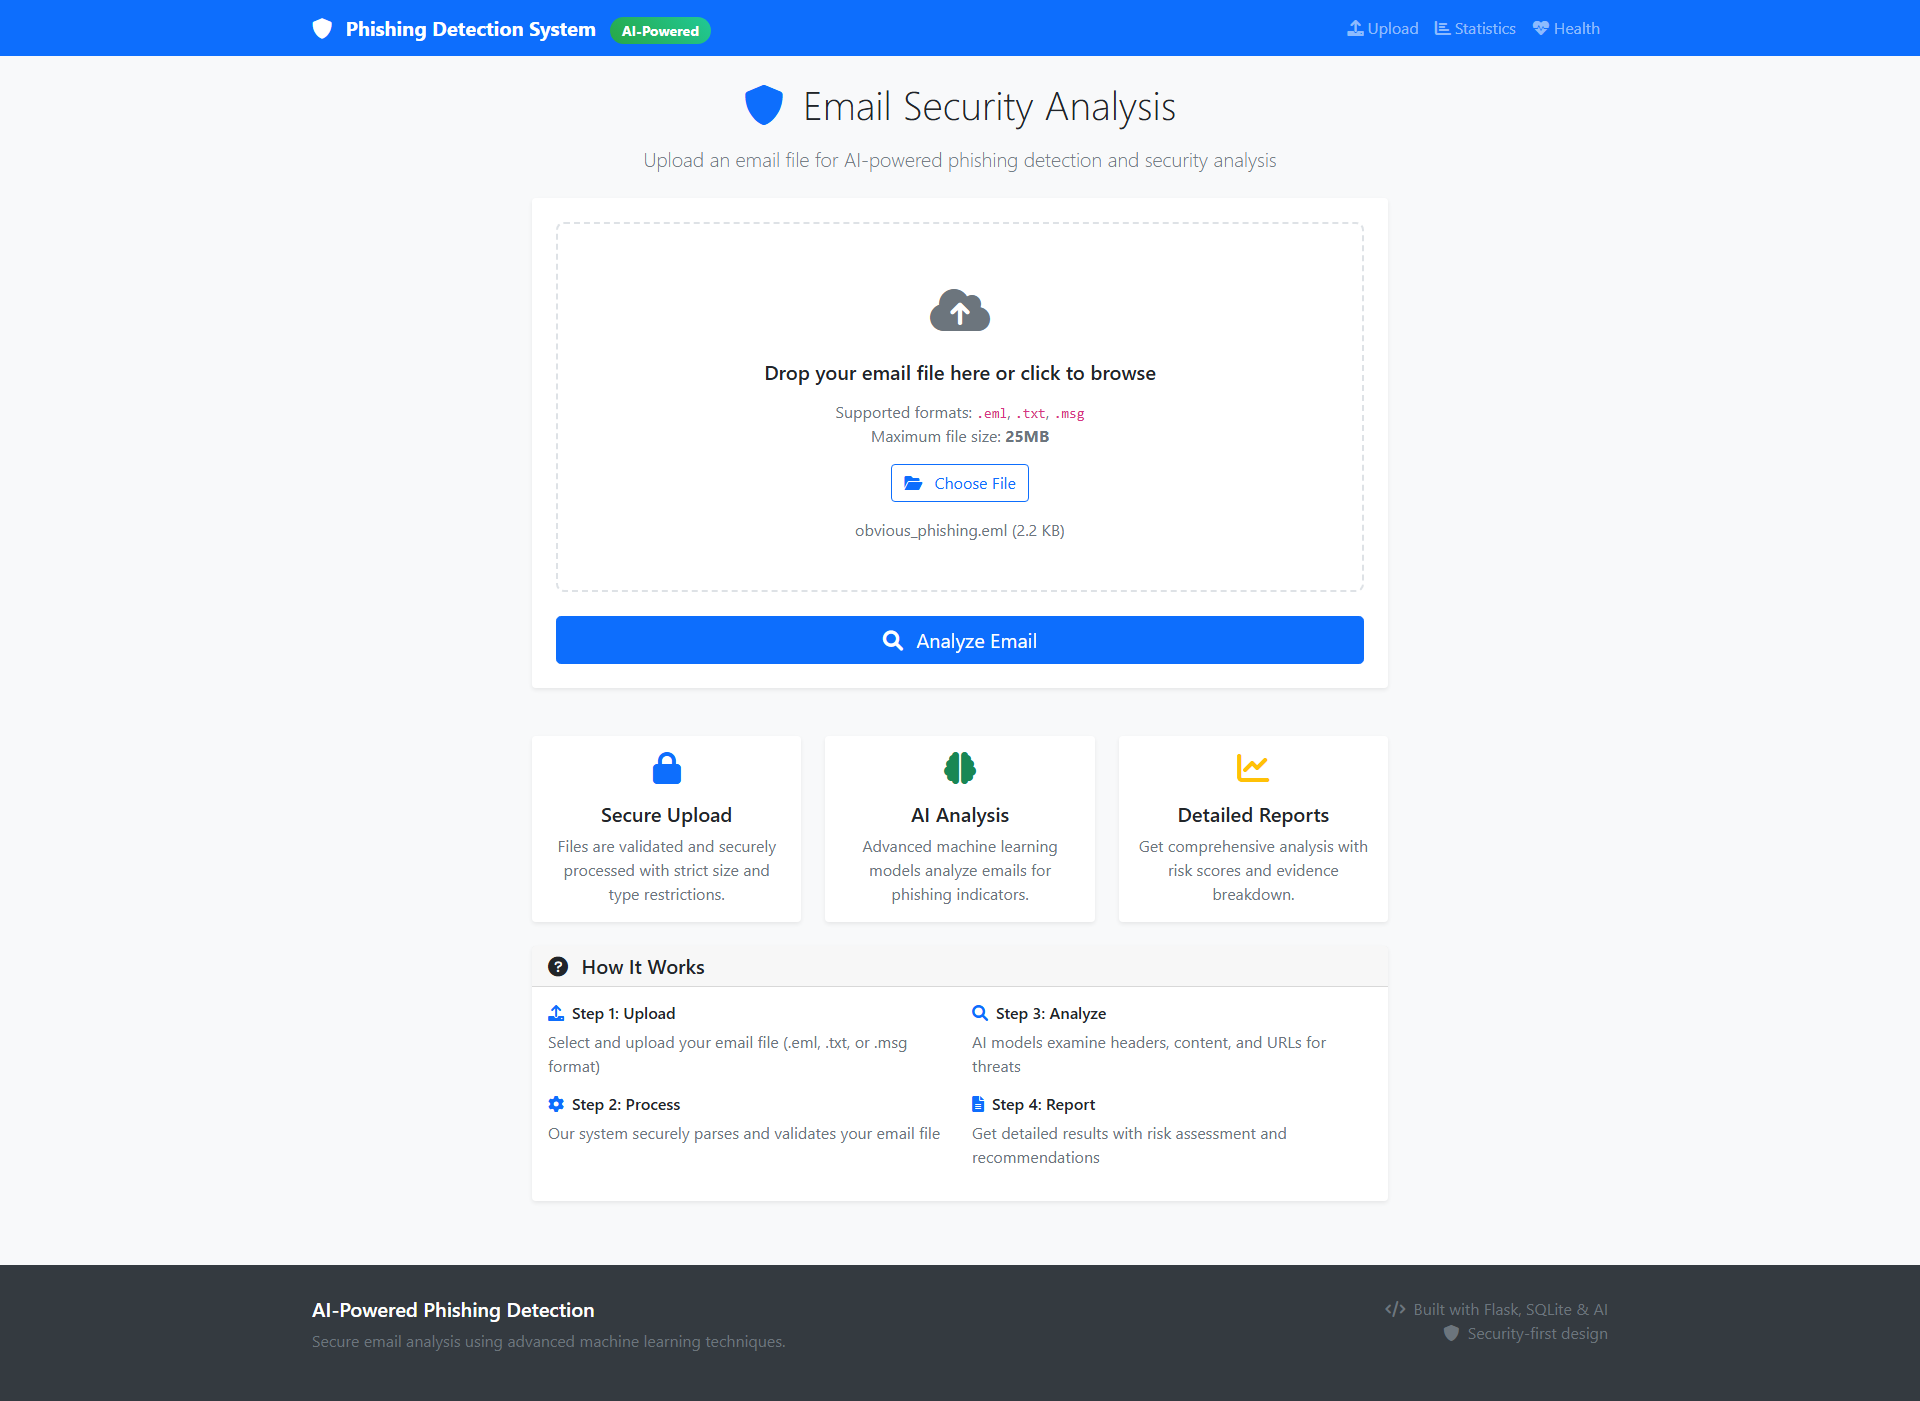 Phishing Detection System AI-Powered Upload Statistics Health
Email Security Analysis
Upload an email file for AI-powered phishing detection and security analysis
Drop your email file here or click to browse
Supported formats: .eml, .txt, .msg
Maximum file size: 25MB
Choose File
obvious_phishing.eml (2.2 KB)
Analyze Email
Secure Upload
Files are validated and securely
processed with strict size and
type restrictions.
AI Analysis
Advanced machine learning
models analyze emails for
phishing indicators.
Detailed Reports
Get comprehensive analysis with
risk scores and evidence
breakdown.
How It Works
Step 1: Upload
Select and upload your email file (.eml, .txt, or .msg
format)
Step 2: Process
Our system securely parses and validates your email file
Step 3: Analyze
AI models examine headers, content, and URLs for
threats
Step 4: Report
Get detailed results with risk assessment and
recommendations
AI-Powered Phishing Detection
Secure email analysis using advanced machine learning techniques.
Built with Flask, SQLite & AI
Security-first design